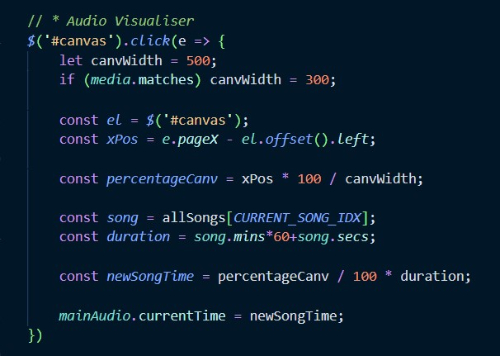 // * Audio Visualiser
$('#canvas').click(e => {
let canvWidth = 500;
if (media.matches) canvWidth = 300;
const el = $('#canvas');
const xPos = e.pageX - el.offset().left;
const percentageCanv = xPos * 100 / canvWidth;
const song = allSongs[CURRENT_SONG_IDX];
const duration = song.mins*60+song.secs;
const newSongTime = percentageCanv / 100 * duration;
mainAudio.currentTime = newSongTime;
})